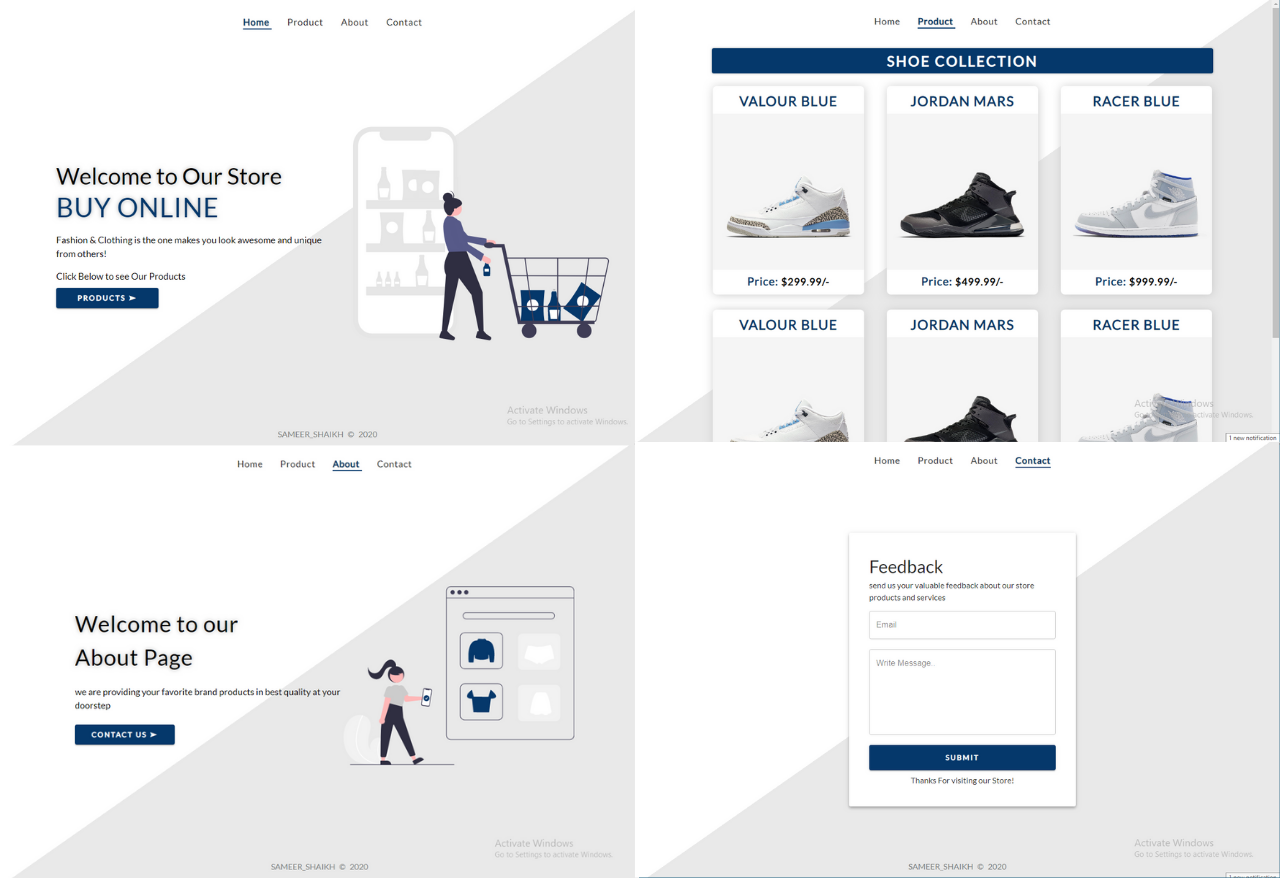 Home Product About Contact
Welcome to Our Store
BUY ONLINE
Fashion & Clothing is the one makes you look awesome and unique
from others!
Click Below to see Our Products
PRODUCTS ➢
Activate Windows
Go to Settings to activate Windows.
SAMEER_SHAIKH © 2020
Home Product About Contact
SHOE COLLECTION
VALOUR BLUE JORDAN MARS RACER BLUE
Price: $299.99/- Price: $499.99/- Price: $999.99/-
VALOUR BLUE JORDAN MARS RACER BLUE
Activate Windows
Go to Settings to activate Windows.
1 new notification
Home Product About Contact
Welcome to our
About Page
we are providing your favorite brand products in best quality at your
doorstep
CONTACT US ➢
Activate Windows
Go to Settings to activate Windows.
SAMEER_SHAIKH © 2020
Home Product About Contact
Feedback
send us your valuable feedback about our store
products and services
Email
Write Message
SUBMIT
Thanks For visiting our Store!
Activate Windows
Go to Settings to activate Windows.
SAMEER_SHAIKH © 2020
1 new notification